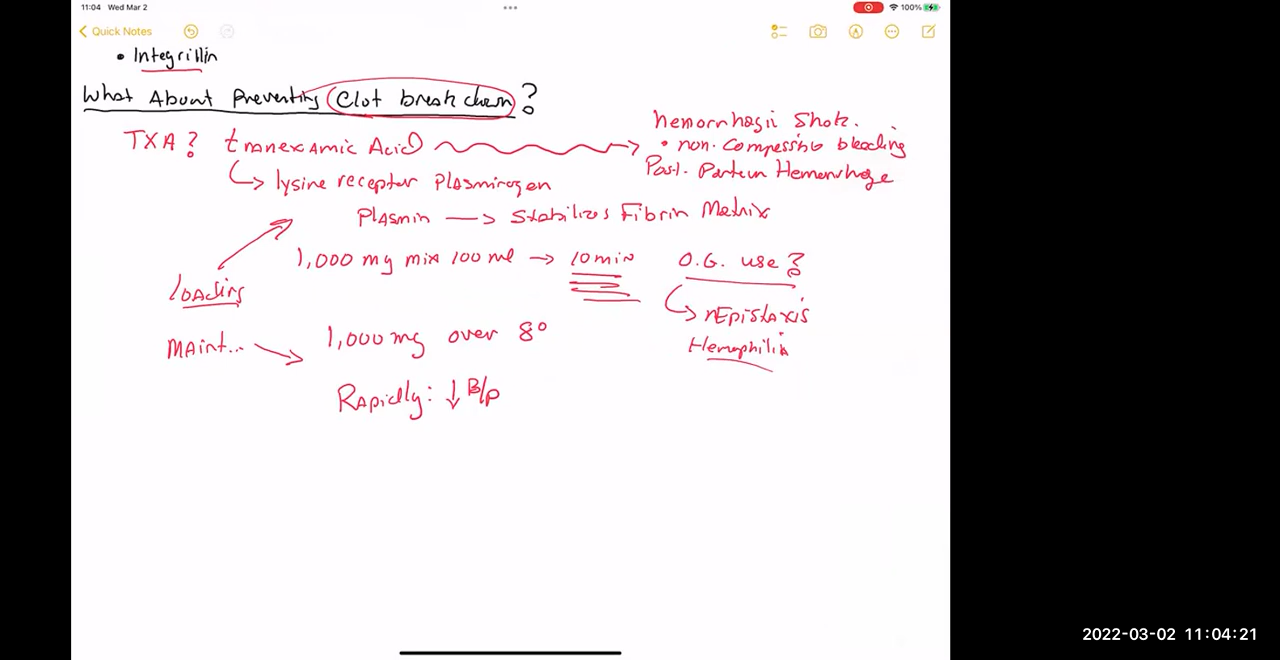 11:04 Wed Mar 2
100%
Quick Notes
• Integrillin
What About Preventing Clot break down?
TXA? tranexamic Acid
hemorrhagic Shock.
• non-Compressible bleeding
Post-Partum Hemorrhage
lysine receptor Plasminogen
Plasmin → Stabilizes Fibrin Matrix
1,000 mg mix 100 ml → 10 min
O.G. use?
Loading
Epistaxis
Hemophilia
Maint...
1,000 mg over 8°
Rapidly: ↓ B/P
2022-03-02 11:04:21